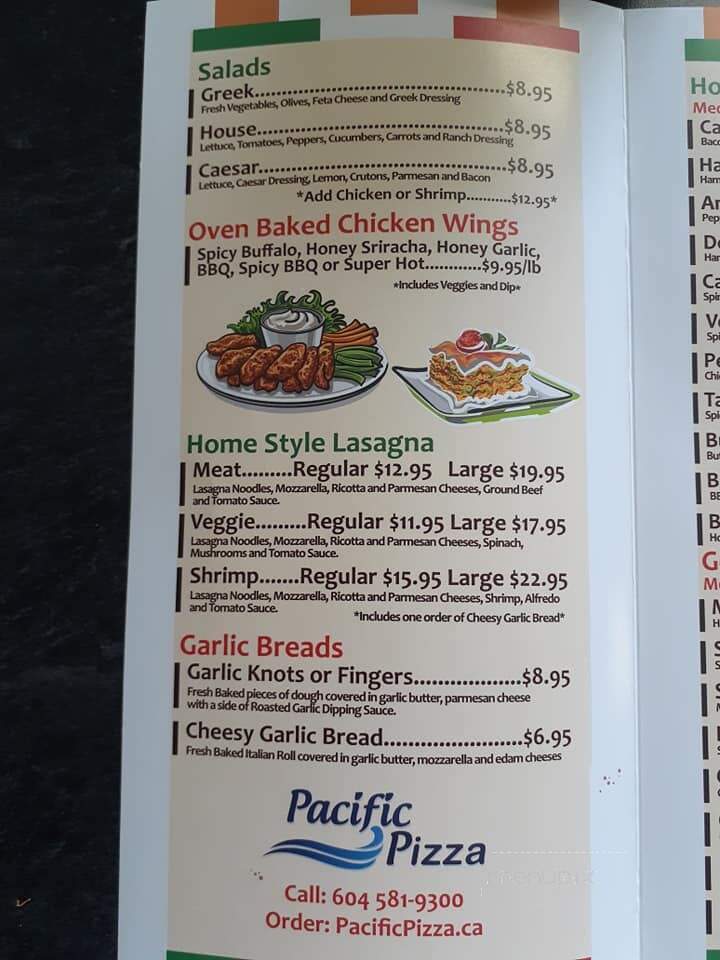 Salads
Greek..............................................$8.95
Fresh Vegetables, Olives, Feta Cheese and Greek Dressing
House..............................................$8.95
Lettuce, Tomatoes, Peppers, Cucumbers, Carrots and Ranch Dressing
Caesar..............................................$8.95
Lettuce, Caesar Dressing, Lemon, Crutons, Parmesan and Bacon
*Add Chicken or Shrimp...........$12.95*
Oven Baked Chicken Wings
Spicy Buffalo, Honey Sriracha, Honey Garlic,
BBQ, Spicy BBQ or Super Hot............$9.95/lb
*Includes Veggies and Dip*
Home Style Lasagna
Meat.........Regular $12.95 Large $19.95
Lasagna Noodles, Mozzarella, Ricotta and Parmesan Cheeses, Ground Beef
and Tomato Sauce.
Veggie.........Regular $11.95 Large $17.95
Lasagna Noodles, Mozzarella, Ricotta and Parmesan Cheeses, Spinach,
Mushrooms and Tomato Sauce.
Shrimp.......Regular $15.95 Large $22.95
Lasagna Noodles, Mozzarella, Ricotta and Parmesan Cheeses, Shrimp, Alfredo
and Tomato Sauce.
*Includes one order of Cheesy Garlic Bread*
Garlic Breads
Garlic Knots or Fingers...................$8.95
Fresh Baked pieces of dough covered in garlic butter, parmesan cheese
with a side of Roasted Garlic Dipping Sauce.
Cheesy Garlic Bread........................$6.95
Fresh Baked Italian Roll covered in garlic butter, mozzarella and edam cheeses
Pacific
Pizza
Call: 604 581-9300
Order: PacificPizza.ca